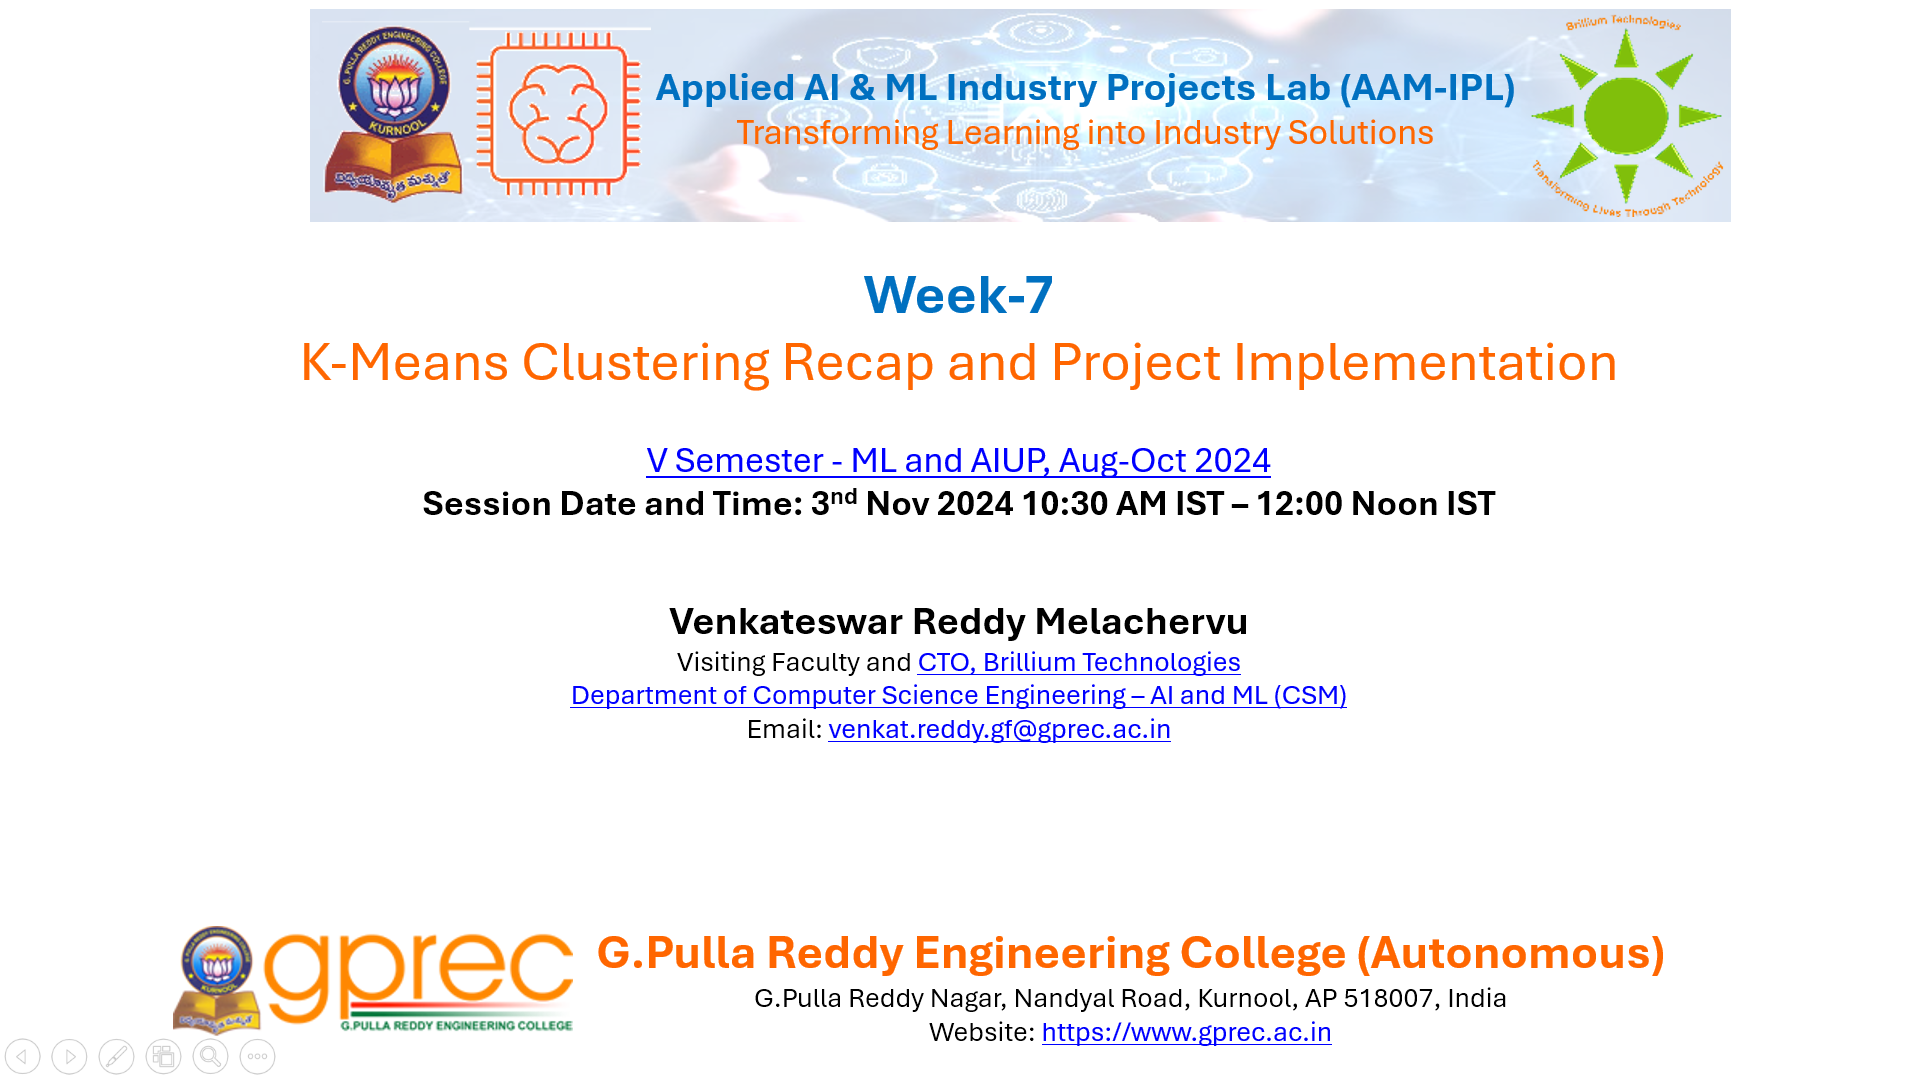 G. PULLA REDDY ENGINEERING COLLEGE
KURNOOL
Applied AI & ML Industry Projects Lab (AAM-IPL)
Transforming Learning into Industry Solutions
Brillium Technologies
Transforming Lives Through Technology
Week-7
K-Means Clustering Recap and Project Implementation
V Semester - ML and AIUP, Aug-Oct 2024
Session Date and Time: 3nd Nov 2024 10:30 AM IST – 12:00 Noon IST
Venkateswar Reddy Melachervu
Visiting Faculty and CTO, Brillium Technologies
Department of Computer Science Engineering – AI and ML (CSM)
Email: venkat.reddy.gf@gprec.ac.in
KURNOOL
gprec
G.PULLA REDDY ENGINEERING COLLEGE
G.Pulla Reddy Engineering College (Autonomous)
G.Pulla Reddy Nagar, Nandyal Road, Kurnool, AP 518007, India
Website: https://www.gprec.ac.in